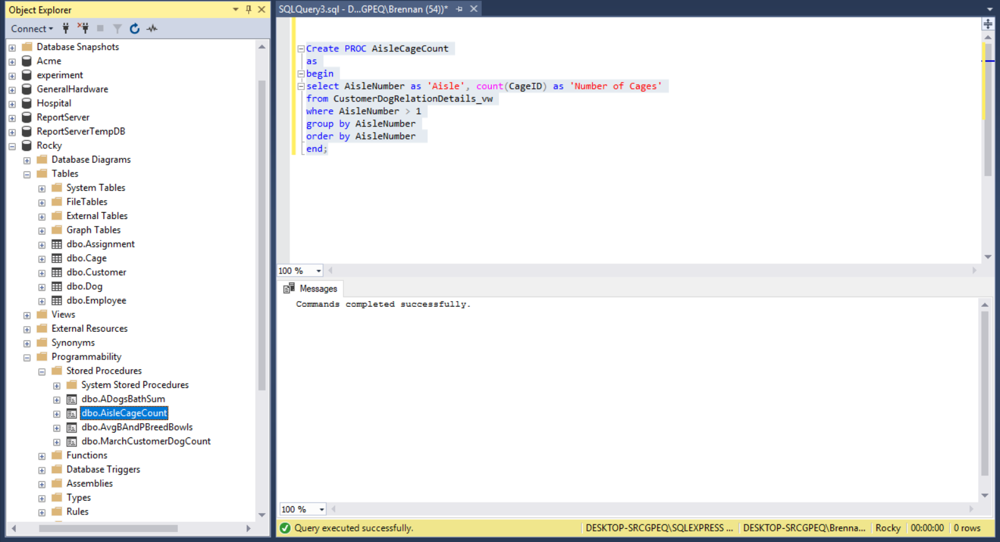 Object Explorer
Connect
Database Snapshots
Acme
experiment
GeneralHardware
Hospital
ReportServer
ReportServerTempDB
Rocky
Database Diagrams
Tables
System Tables
FileTables
External Tables
Graph Tables
dbo.Assignment
dbo.Cage
dbo.Customer
dbo.Dog
dbo.Employee
Views
External Resources
Synonyms
Programmability
Stored Procedures
System Stored Procedures
dbo.ADogsBathSum
dbo.AisleCageCount
dbo.AvgBAndPBreedBowls
dbo.MarchCustomerDogCount
Functions
Database Triggers
Assemblies
Types
Rules
SQLQuery3.sql - D...GPEQ\Brennan (54))*
Create PROC AisleCageCount
as
begin
select AisleNumber as 'Aisle', count(CageID) as 'Number of Cages'
from CustomerDogRelationDetails_vw
where AisleNumber > 1
group by AisleNumber
order by AisleNumber
end;
100 %
Messages
Commands completed successfully.
100 %
Query executed successfully.
DESKTOP-SRCGPEQ\SQLEXPRESS ...
DESKTOP-SRCGPEQ\Brenna...
Rocky
00:00:00
0 rows